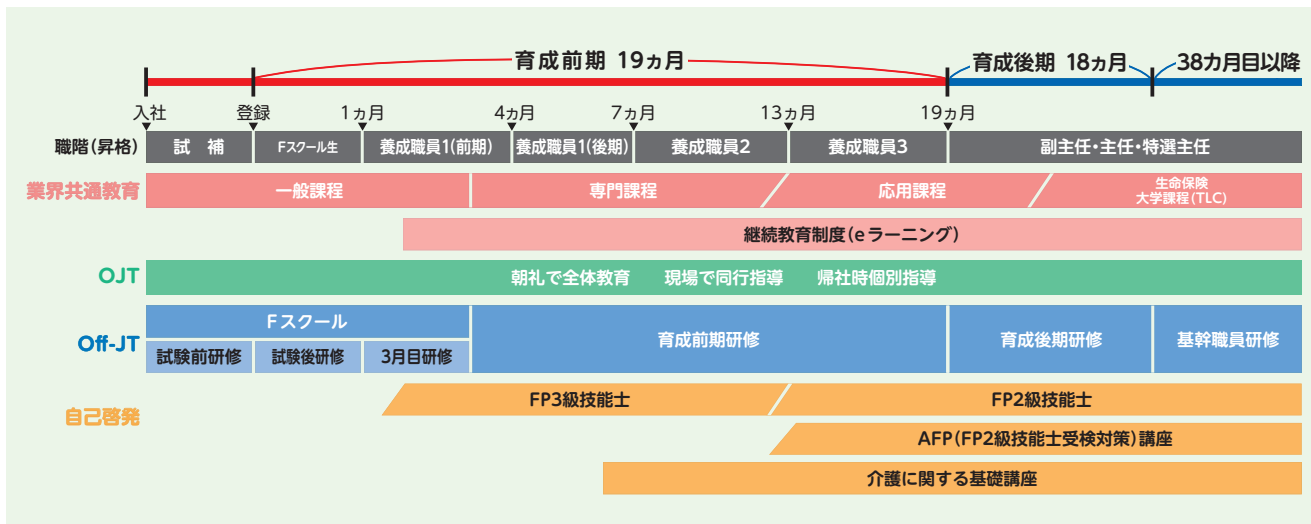 育成前期 19ヵ月
育成後期 18ヵ月
38カ月目以降
入社 登録 1ヵ月 4ヵ月 7ヵ月 13ヵ月 19ヵ月
職階(昇格) 試 補 Fスクール生 養成職員1(前期) 養成職員1(後期) 養成職員2 養成職員3 副主任・主任・特選主任
業界共通教育 一般課程 専門課程 応用課程 生命保険
大学課程(TLC)
継続教育制度(eラーニング)
OJT 朝礼で全体教育 現場で同行指導 帰社時個別指導
Off-JT Fスクール
試験前研修 試験後研修 3月目研修
育成前期研修 育成後期研修 基幹職員研修
自己啓発 FP3級技能士 FP2級技能士
AFP(FP2級技能士受検対策)講座
介護に関する基礎講座